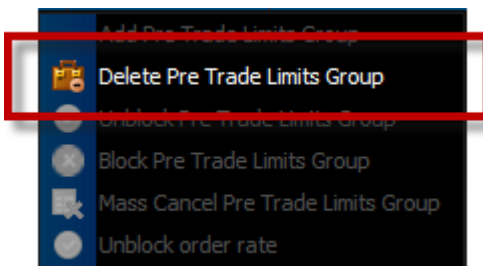 Add Pre Trade Limits Group
Delete Pre Trade Limits Group
Unblock Pre Trade Limits Group
Block Pre Trade Limits Group
Mass Cancel Pre Trade Limits Group
Unblock order rate